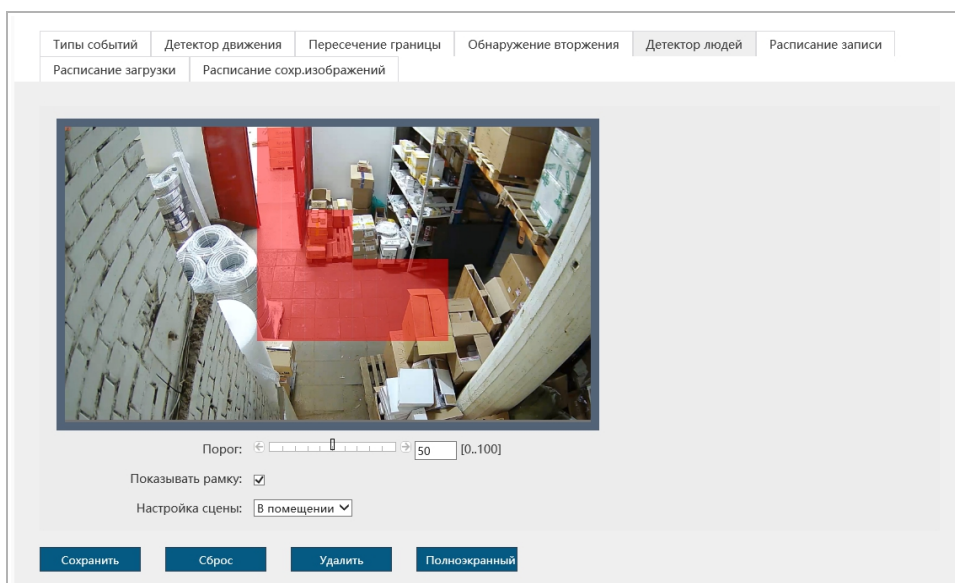 Типы событий Детектор движения Пересечение границы Обнаружение вторжения Детектор людей Расписание записи
Расписание загрузки Расписание сохр.изображений
Порог: 50 [0..100]
Показывать рамку:
Настройка сцены: В помещении
Сохранить Сброс Удалить Полноэкранный